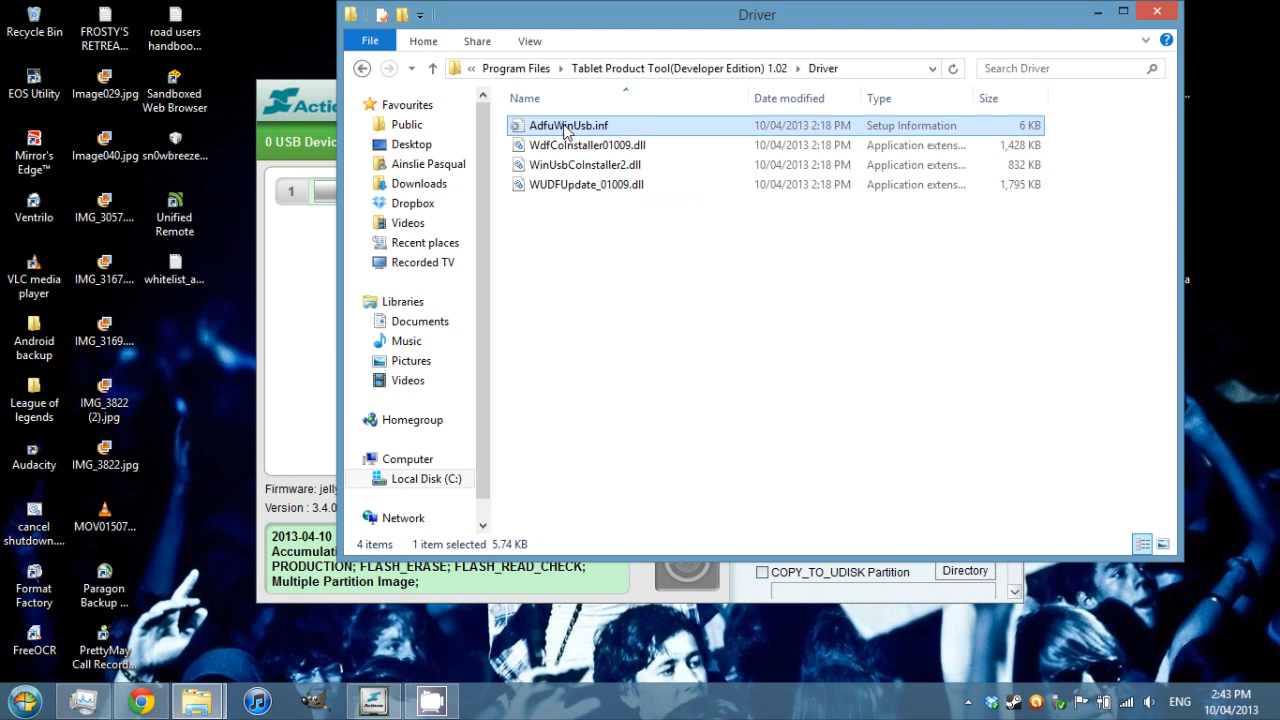 Recycle Bin
FROSTY'S
RETREA...
road users
handboo...
EOS Utility
Image029.jpg
Sandboxed
Web Browser
Mirror's
Edge™
Image040.jpg
sn0wbreeze...
Ventrilo
IMG_3057....
Unified
Remote
VLC media
player
IMG_3167....
whitelist_a...
Android
backup
IMG_3169....
League of
legends
IMG_3822
(2).jpg
Audacity
IMG_3822.jpg
cancel
shutdown....
MOV01507...
Format
Factory
Paragon
Backup ...
FreeOCR
PrettyMay
Call Record...
Actions
0 USB Devic
1
Firmware: jelly
Version : 3.4.0
2013-04-10
Accumulati
PRODUCTION; FLASH_ERASE; FLASH_READ_CHECK;
Multiple Partition Image;
COPY_TO_UDISK Partition
Directory
Driver
File
Home
Share
View
« Program Files
Tablet Product Tool(Developer Edition) 1.02
Driver
Search Driver
Favourites
Public
Desktop
Ainslie Pasqual
Downloads
Dropbox
Videos
Recent places
Recorded TV
Libraries
Documents
Music
Pictures
Videos
Homegroup
Computer
Local Disk (C:)
Network
Name Date modified Type Size
AdfuWinUsb.inf 10/04/2013 2:18 PM Setup Information 6 KB
WdfCoInstaller01009.dll 10/04/2013 2:18 PM Application extens... 1,428 KB
WinUsbCoInstaller2.dll 10/04/2013 2:18 PM Application extens... 832 KB
WUDFUpdate_01009.dll 10/04/2013 2:18 PM Application extens... 1,795 KB
4 items 1 item selected 5.74 KB
Actions
ENG
2:43 PM
10/04/2013